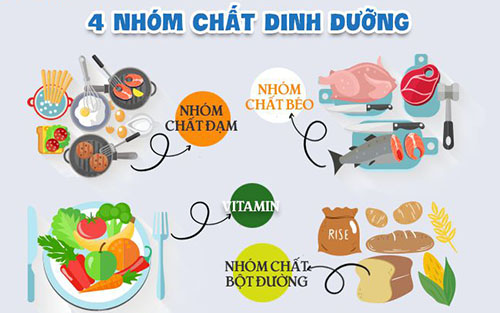 4 NHÓM CHẤT DINH DƯỠNG
NHÓM
CHẤT ĐẠM
NHÓM
CHẤT BÉO
VITAMIN
RISE
NHÓM CHẤT
BỘT ĐƯỜNG